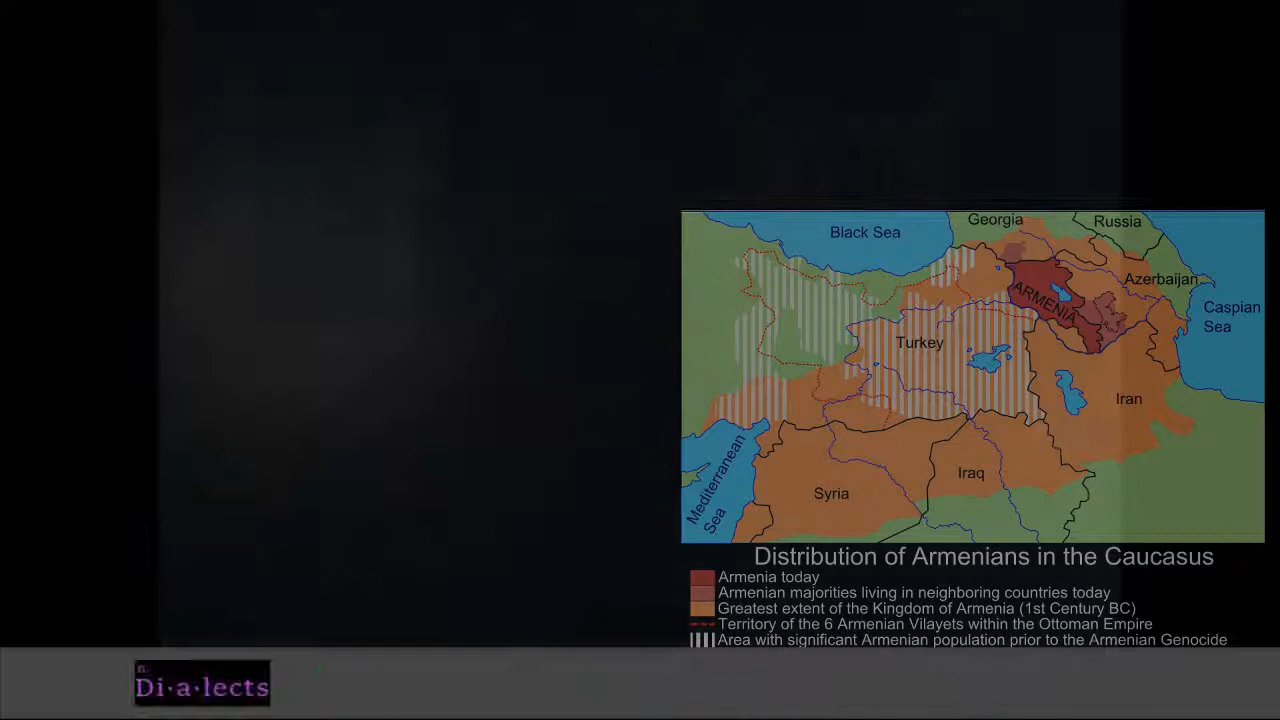 Black Sea
Georgia
Russia
ARMENIA
Azerbaijan
Caspian
Sea
Turkey
Iran
Mediterranean
Sea
Syria
Iraq
Distribution of Armenians in the Caucasus
Armenia today
Armenian majorities living in neighboring countries today
Greatest extent of the Kingdom of Armenia (1st Century BC)
Territory of the 6 Armenian Vilayets within the Ottoman Empire
Area with significant Armenian population prior to the Armenian Genocide
n.
Di·a·lects